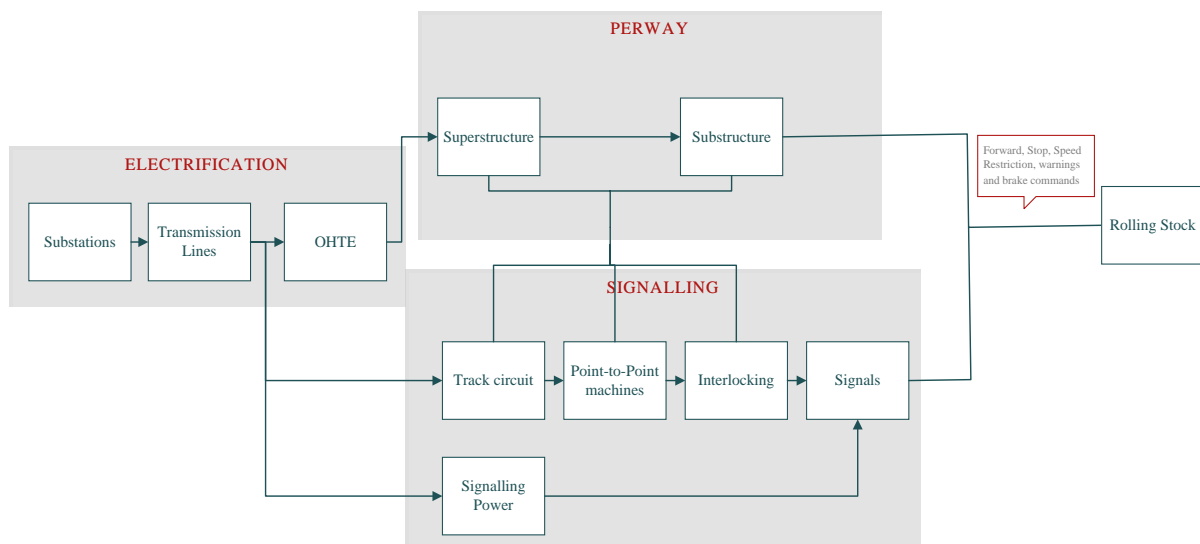 PERWAY
Superstructure
Substructure
Forward, Stop, Speed
Restriction, warnings
and brake commands
ELECTRIFICATION
Substations
Transmission
Lines
OHTE
Rolling Stock
SIGNALLING
Track circuit
Point-to-Point
machines
Interlocking
Signals
Signalling
Power